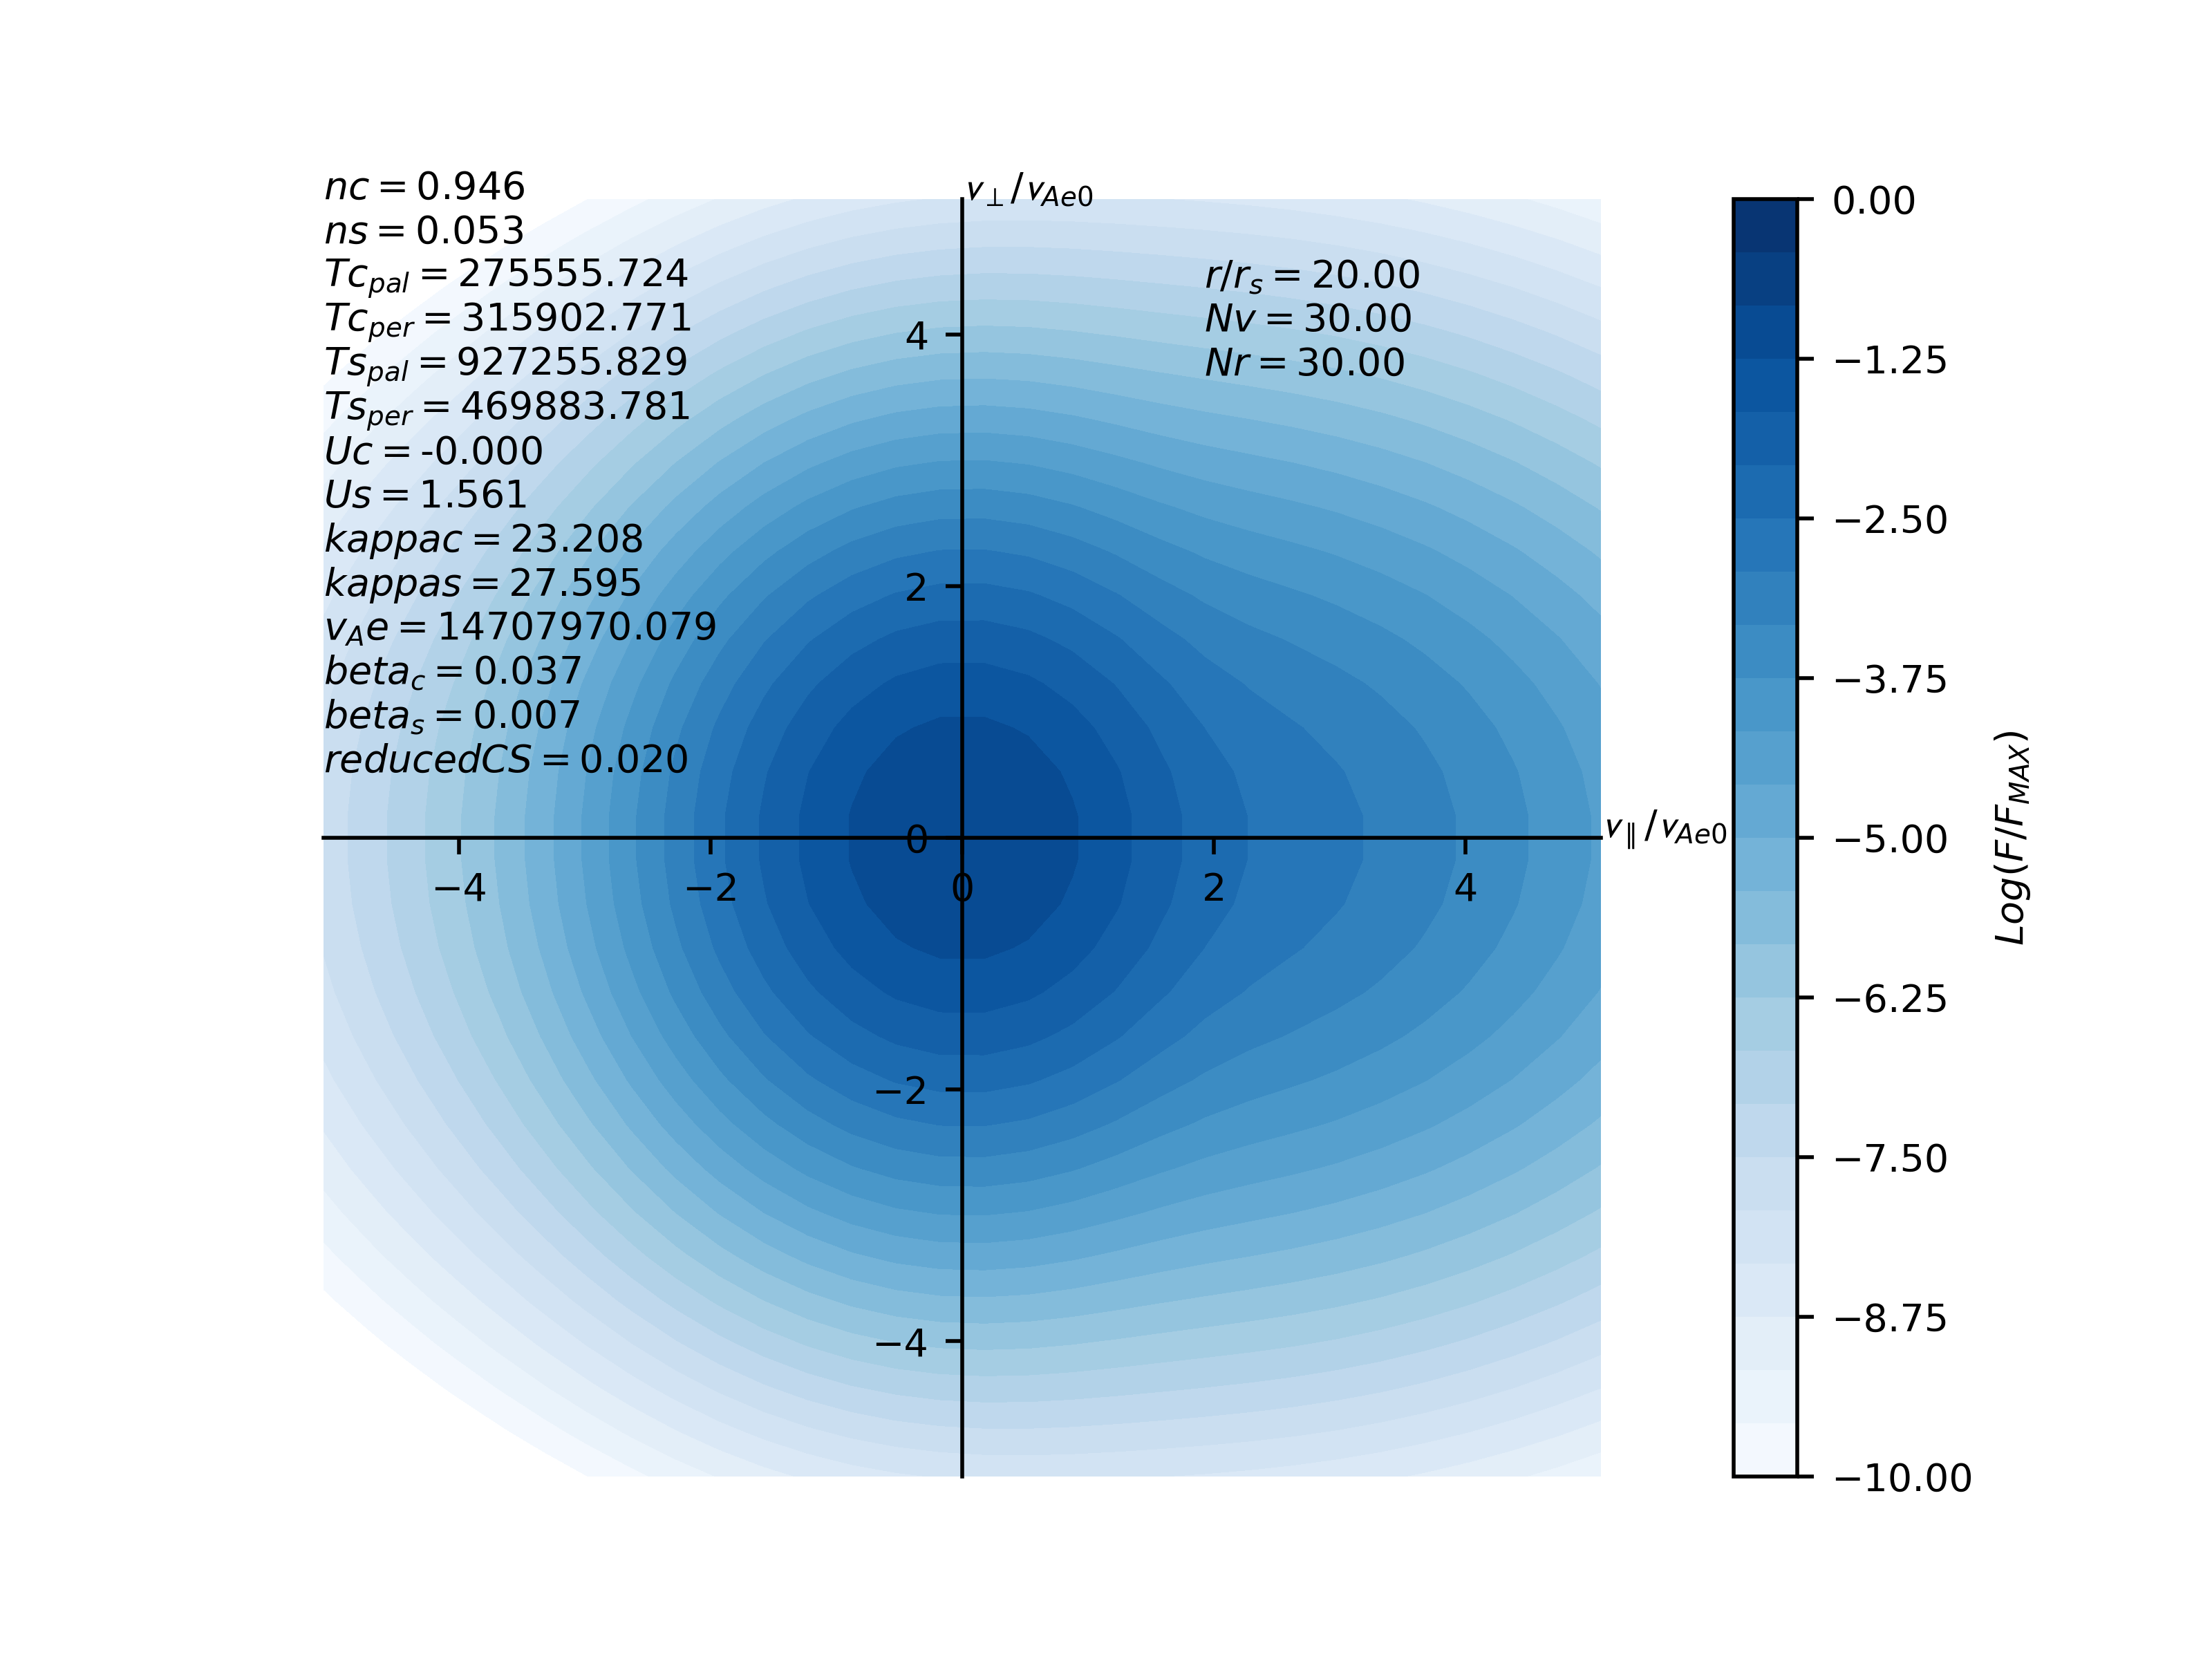 nc = 0.946
ns = 0.053
Tc_pal = 275555.724
Tc_per = 315902.771
Ts_pal = 927255.829
Ts_per = 469883.781
Uc = -0.000
Us = 1.561
kappac = 23.208
kappas = 27.595
v_Ae = 14707970.079
beta_c = 0.037
beta_s = 0.007
reducedCS = 0.020
v_⊥/v_Ae0
r/r_s = 20.00
Nv = 30.00
Nr = 30.00
4
2
0
−2
−4
−4
−2
0
2
4
v_∥/v_Ae0
0.00
−1.25
−2.50
−3.75
−5.00
−6.25
−7.50
−8.75
−10.00
Log(F/F_MAX)